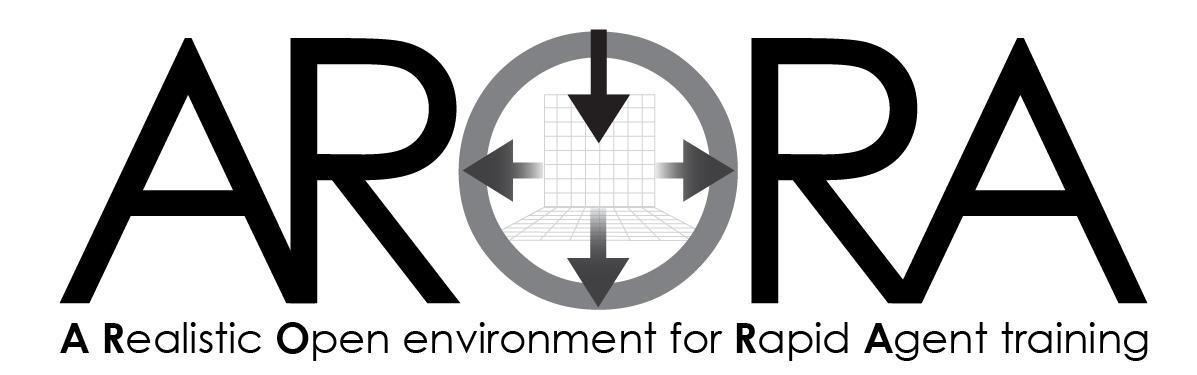 ARORA
A Realistic Open environment for Rapid Agent training